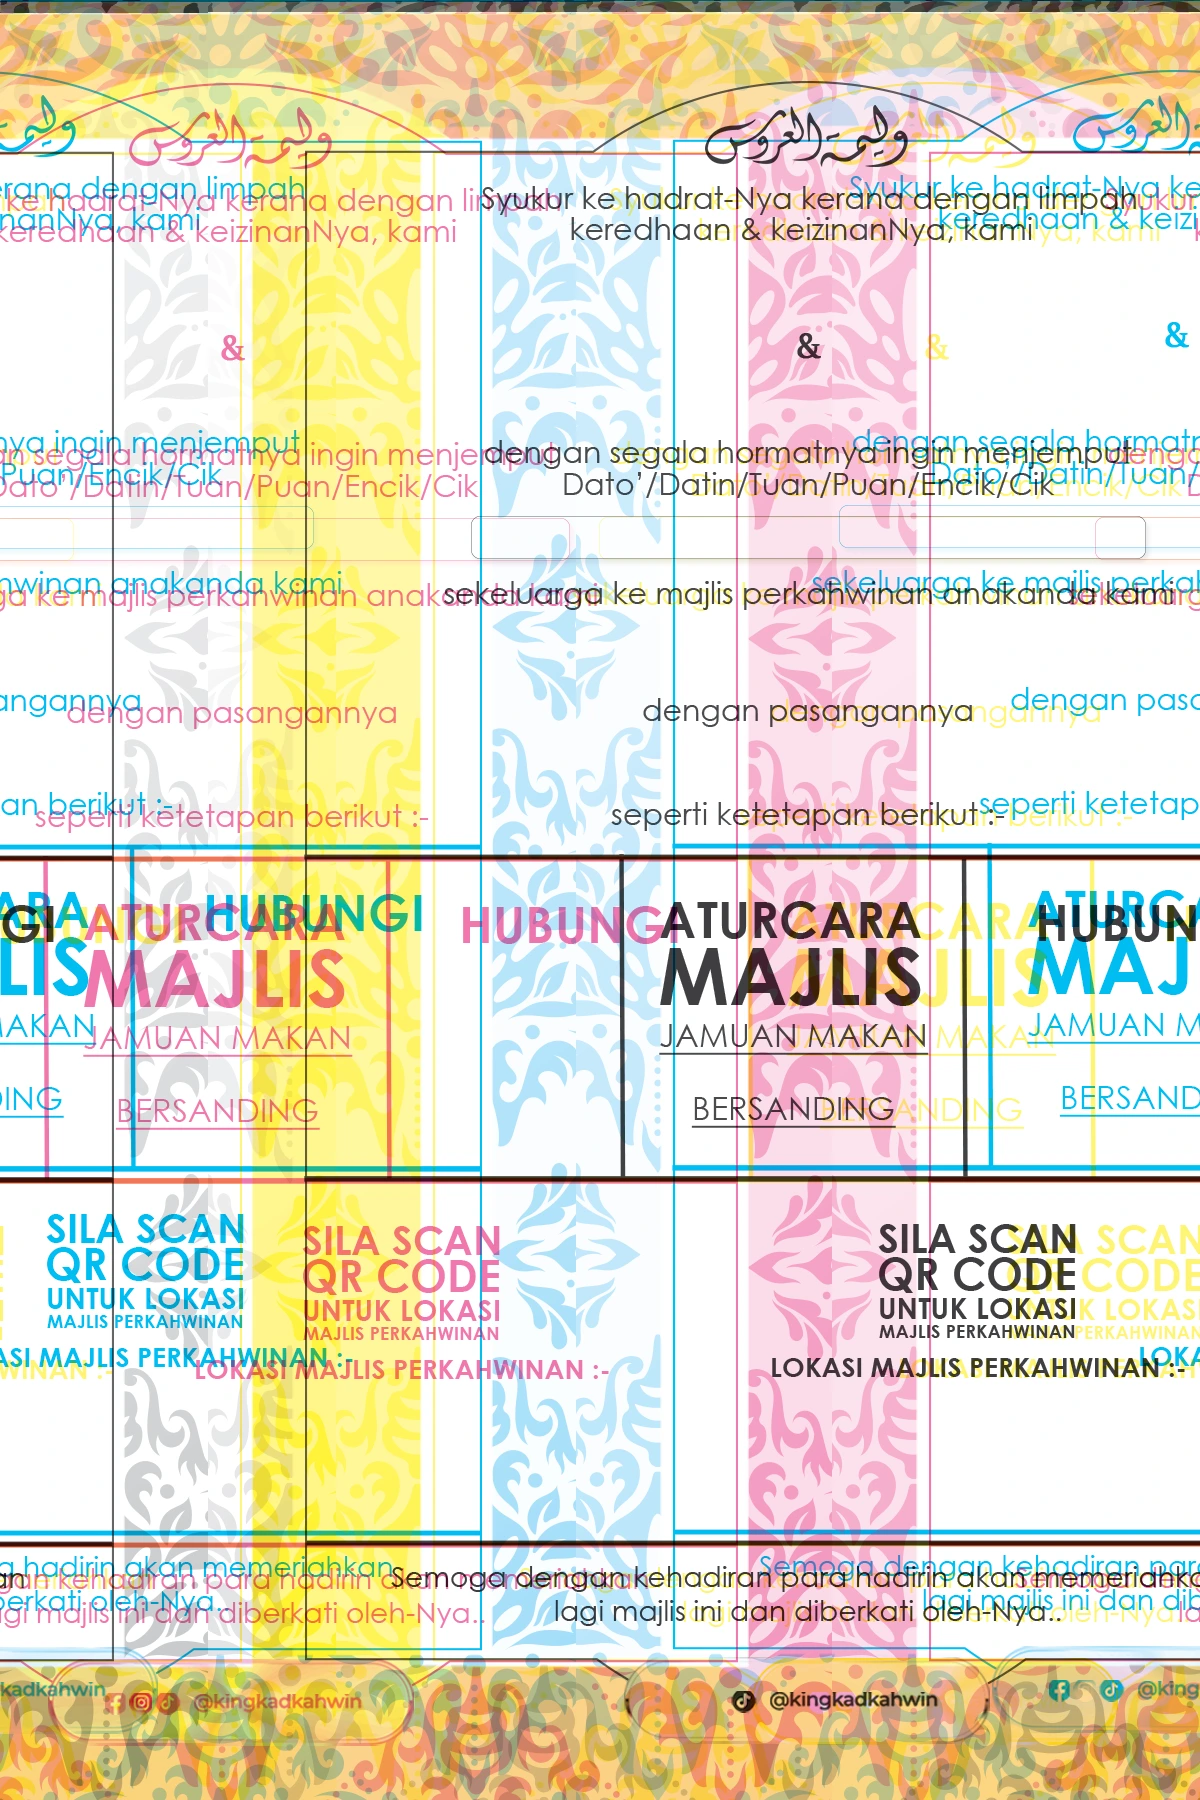 وليمة العروس
Syukur ke hadrat-Nya kerana dengan limpah
keredhaan & keizinanNya, kami
&
dengan segala hormatnya ingin menjemput
Dato'/Datin/Tuan/Puan/Encik/Cik
sekeluarga ke majlis perkahwinan anakanda kami
dengan pasangannya
seperti ketetapan berikut :-
HUBUNGI
ATURCARA
MAJLIS
JAMUAN MAKAN
BERSANDING
SILA SCAN
QR CODE
UNTUK LOKASI
MAJLIS PERKAHWINAN
LOKASI MAJLIS PERKAHWINAN :-
Semoga dengan kehadiran para hadirin akan memeriahkan
lagi majlis ini dan diberkati oleh-Nya..
@kingkadkahwin